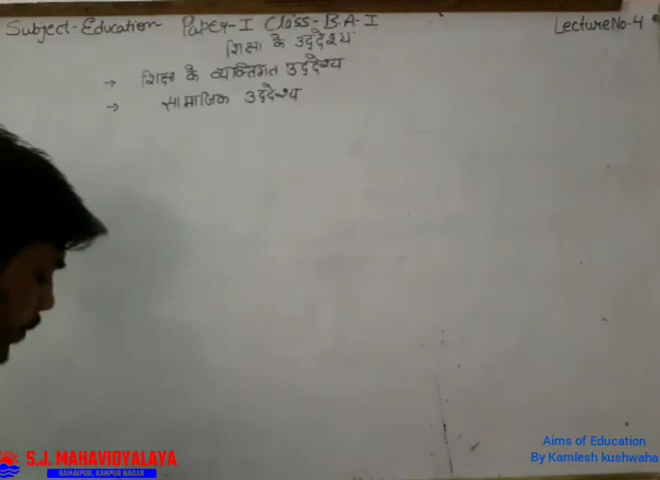 Subject-Education Paper-I Class-B.A-I
Lecture No. 4
शिक्षा के उद्देश्य
→ शिक्षा के व्यक्तिगत उद्देश्य
→ सामाजिक उद्देश्य
S.J. MAHAVIDYALAYA
RAMAIPUR, KANPUR NAGAR
Aims of Education
By Kamlesh kushwaha